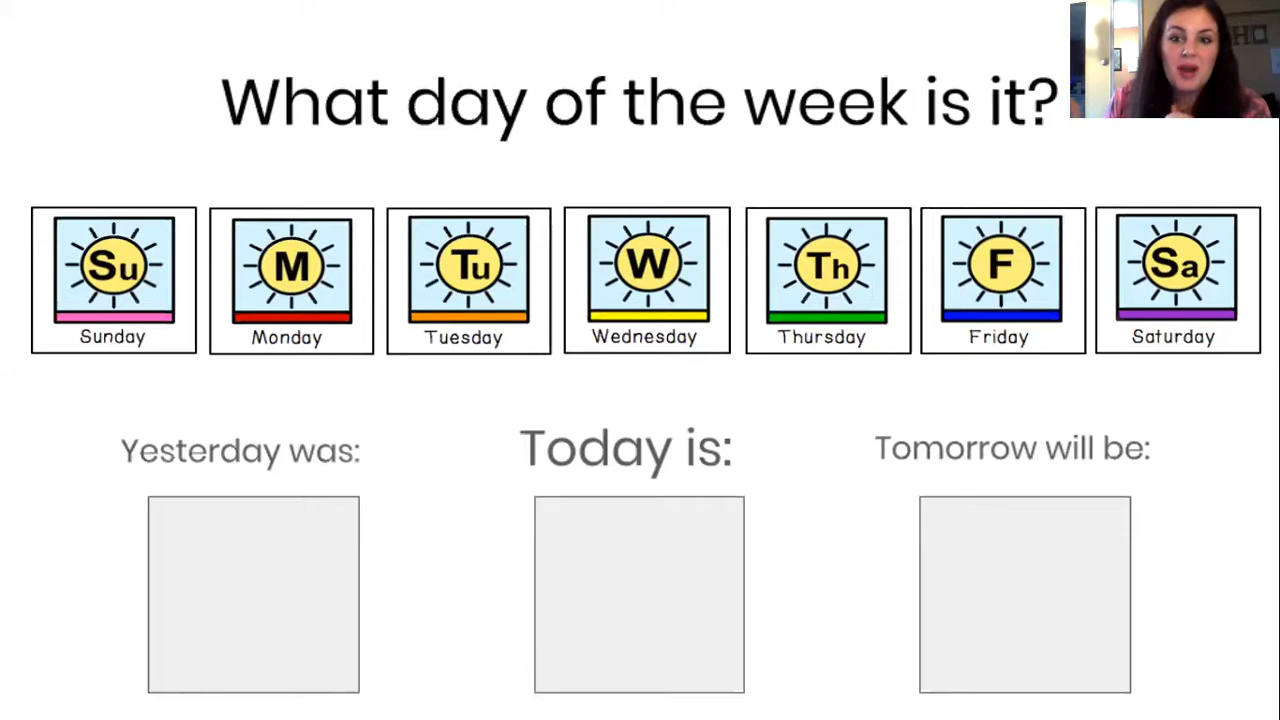 What day of the week is it?
Su M Tu W Th F Sa
Sunday Monday Tuesday Wednesday Thursday Friday Saturday
Yesterday was: Today is: Tomorrow will be:
H